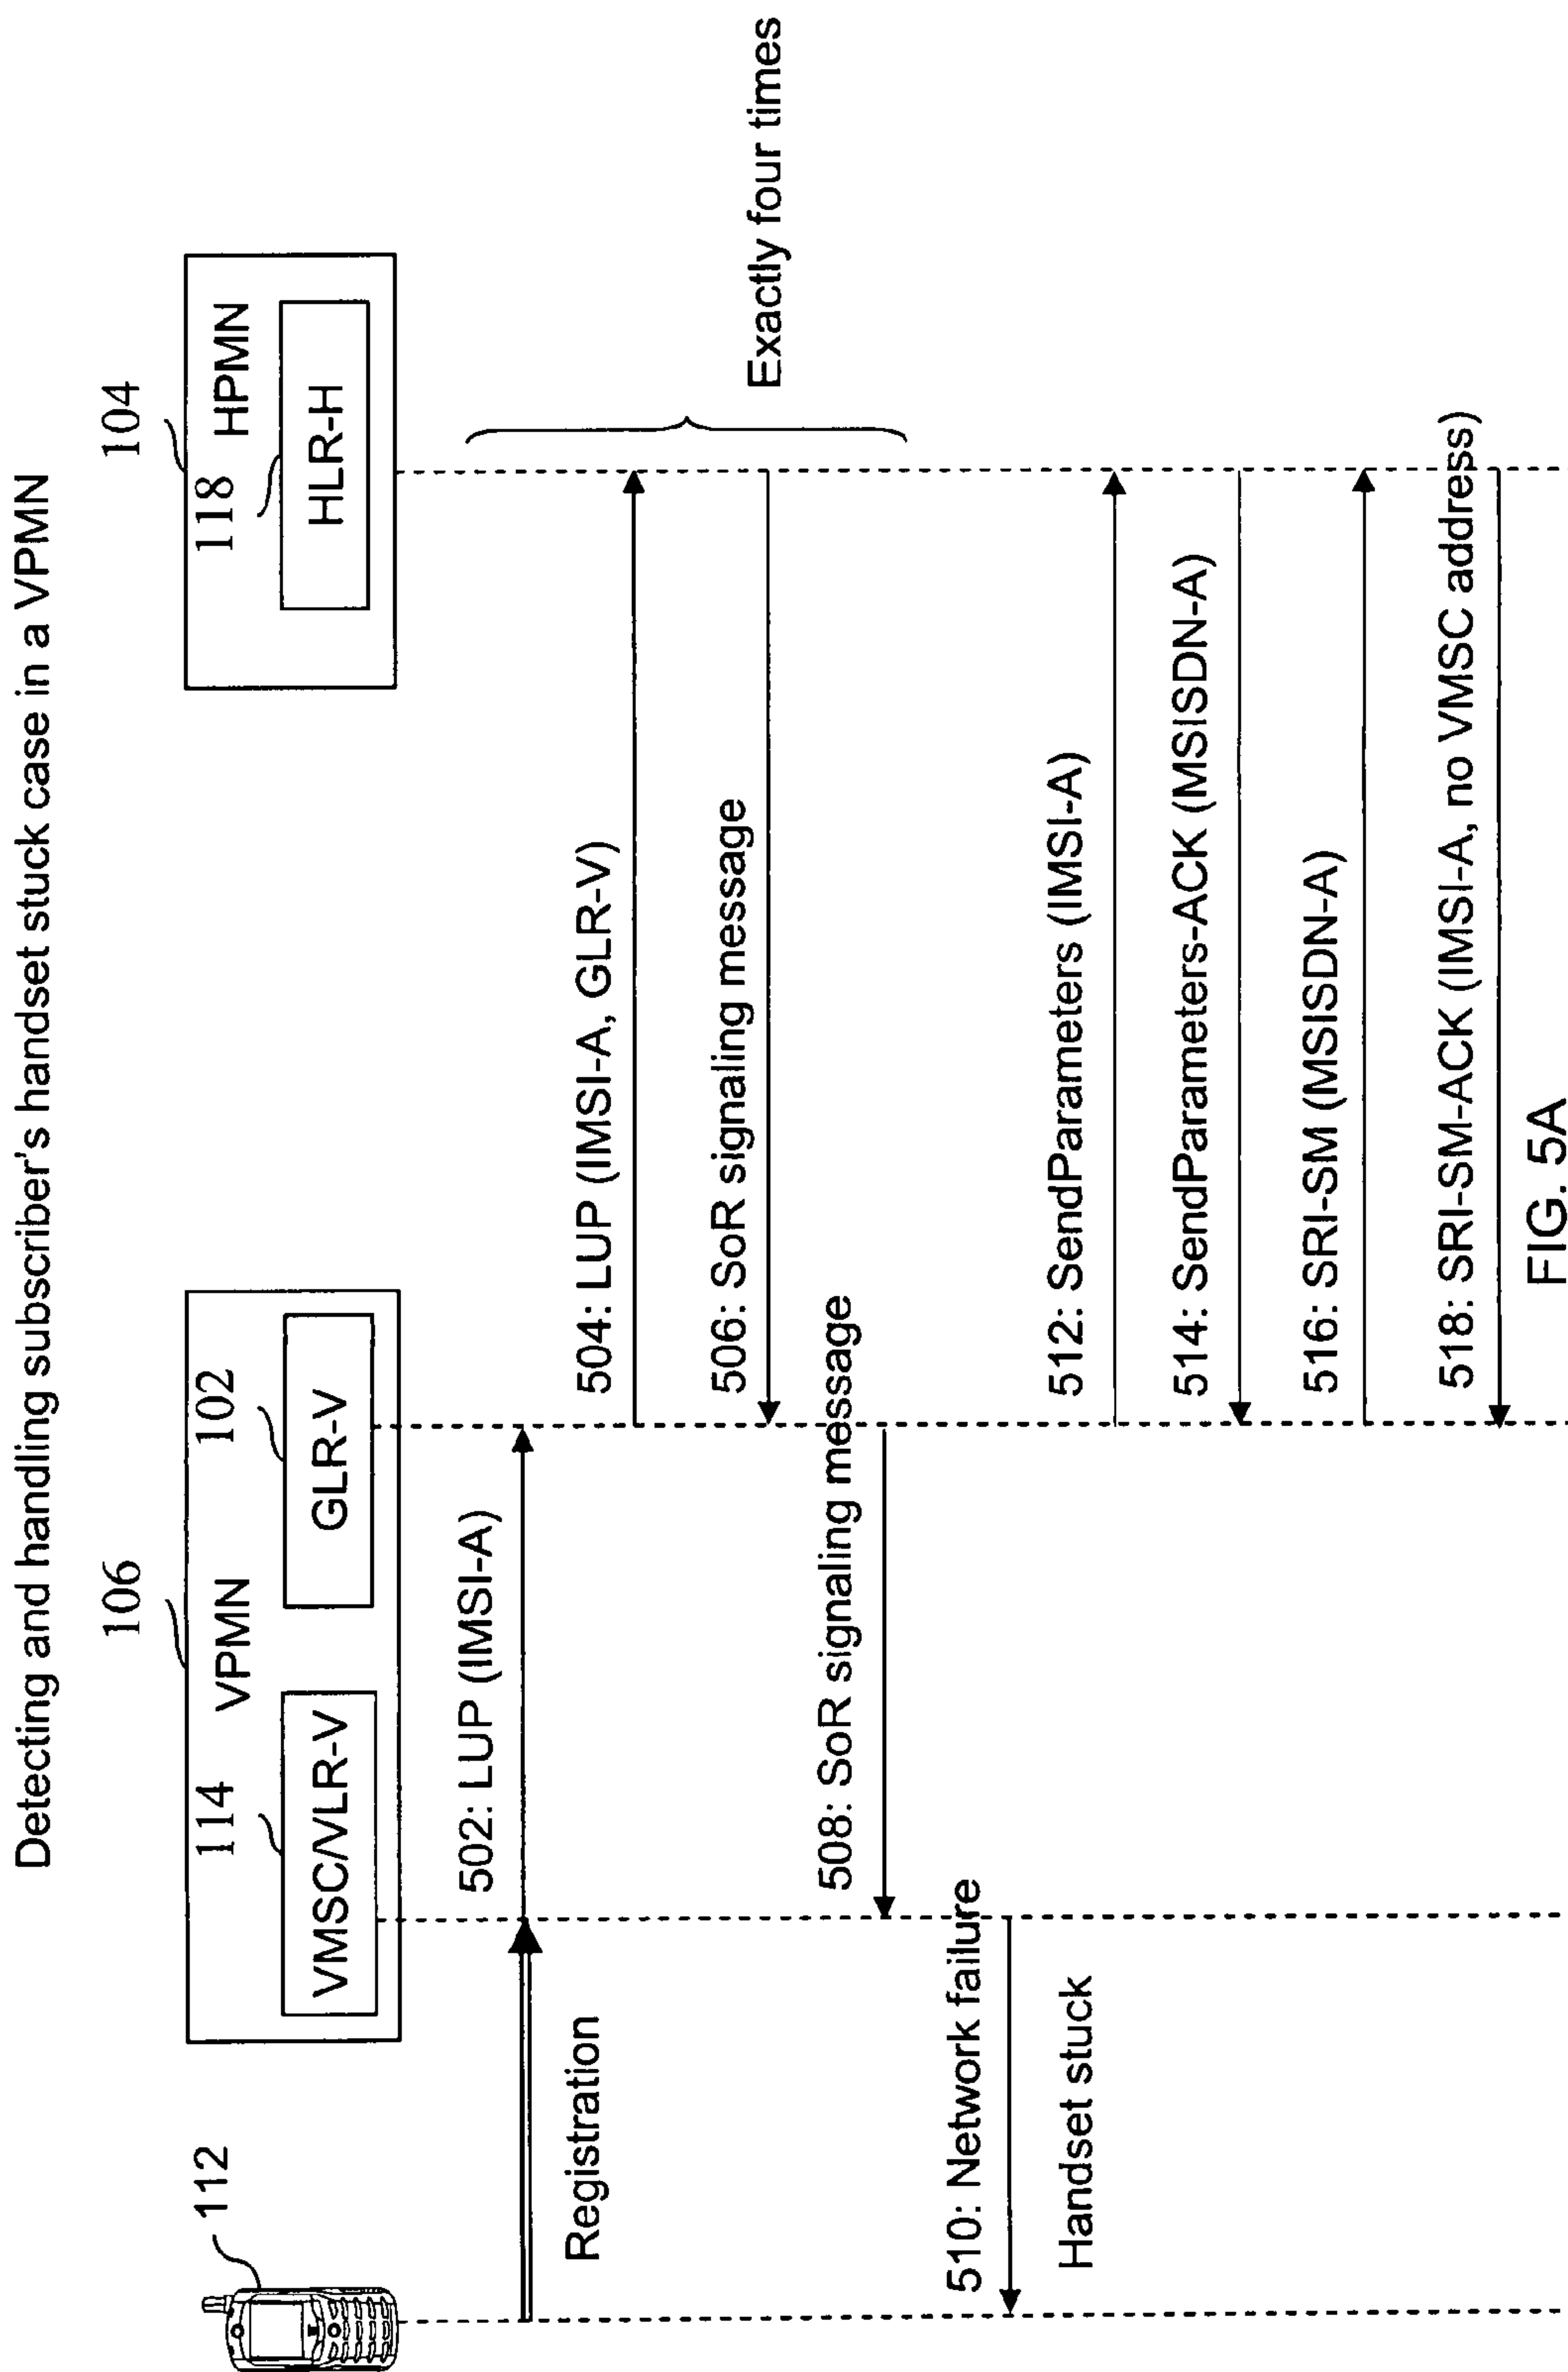 Detecting and handling subscriber's handset stuck case in a VPMN
106
104
112
114
VPMN
102
118
HPMN
VMSC/VLR-V
GLR-V
HLR-H
502: LUP (IMSI-A)
Registration
504: LUP (IMSI-A, GLR-V)
506: SoR signaling message
Exactly four times
508: SoR signaling message
510: Network failure
Handset stuck
512: SendParameters (IMSI-A)
514: SendParameters-ACK (MSISDN-A)
516: SRI-SM (MSISDN-A)
518: SRI-SM-ACK (IMSI-A, no VMSC address)
FIG. 5A